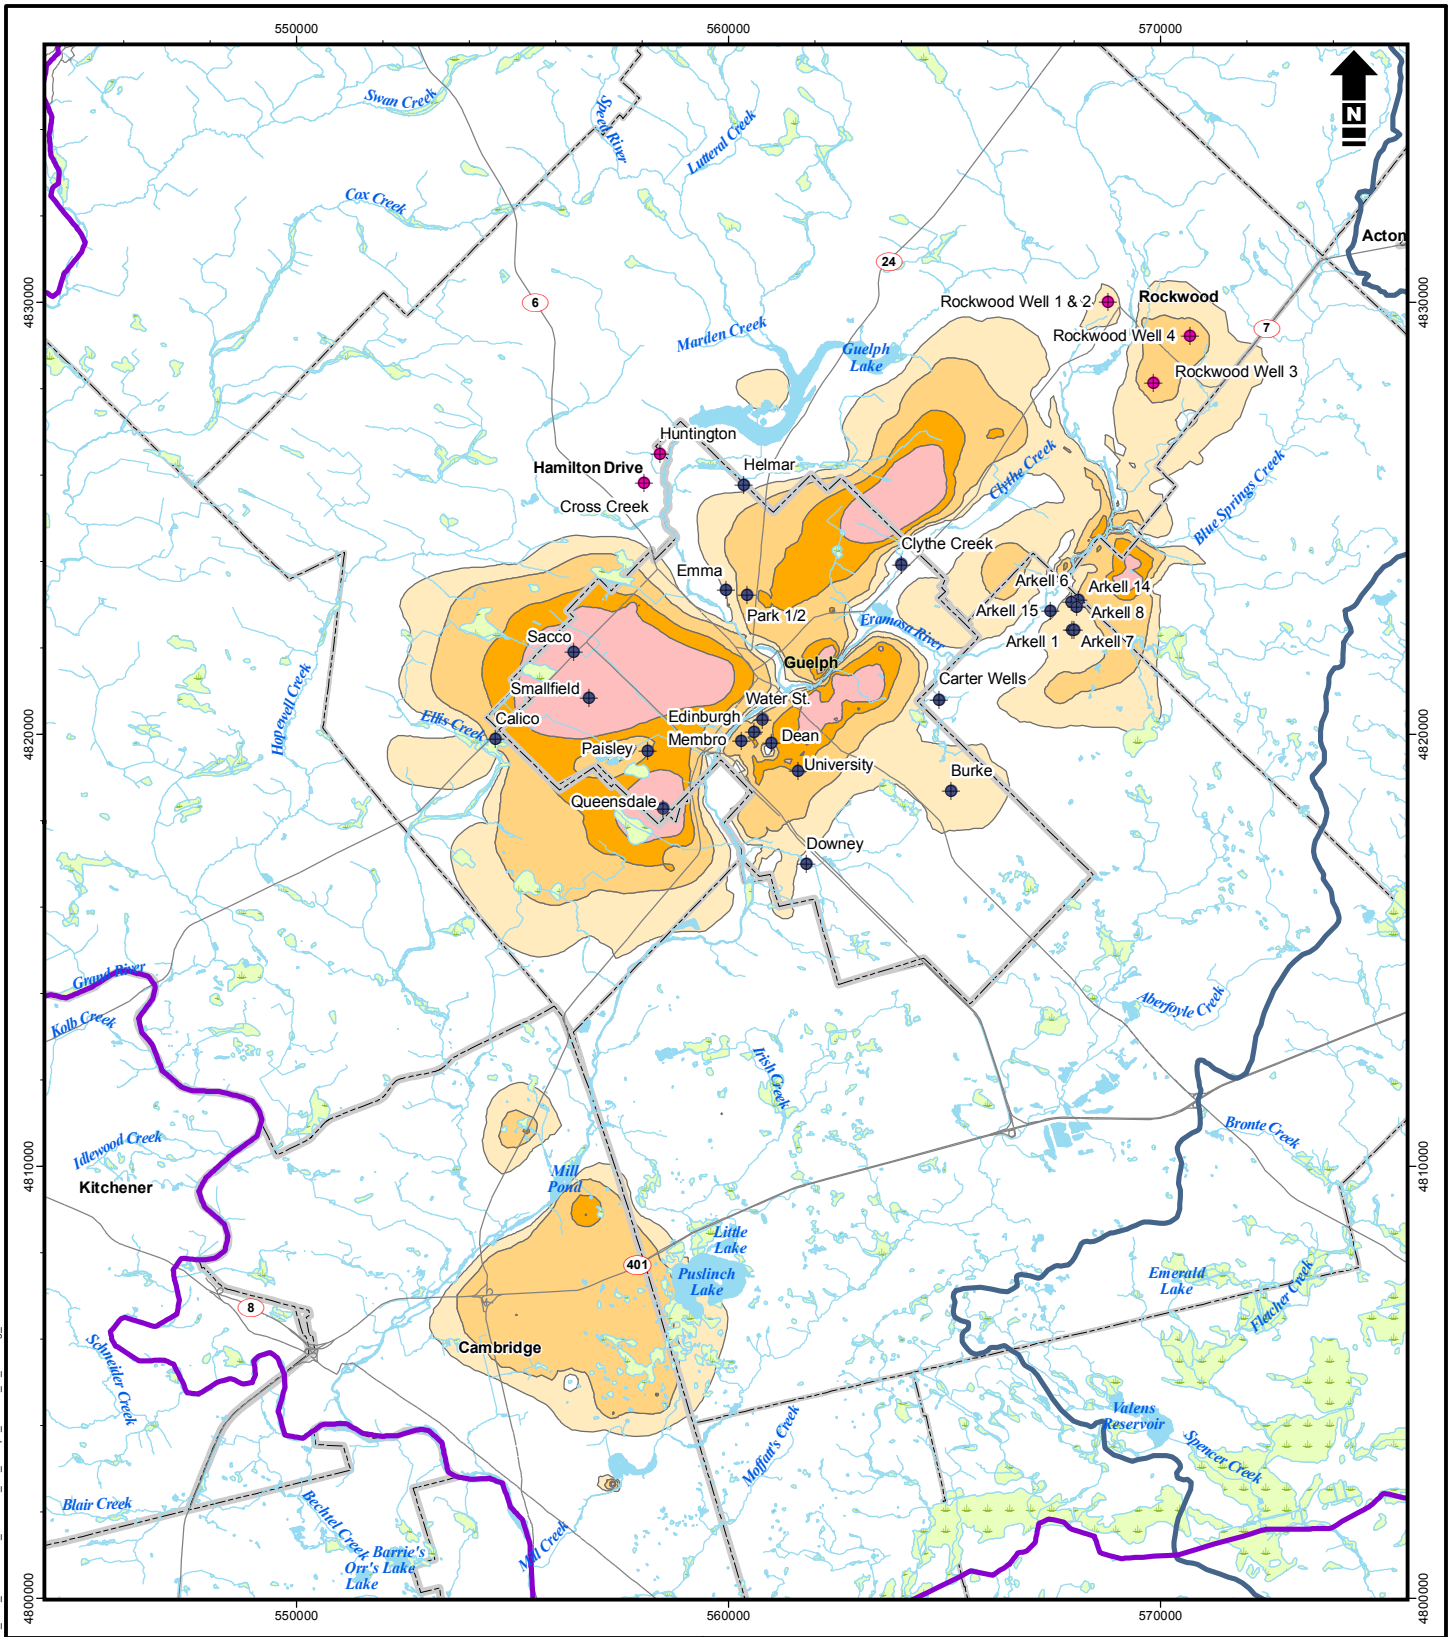 550000
560000
570000
N
Swan Creek
Speed River
Lutteral Creek
Cox Creek
Acton
24
6
4830000
4830000
Rockwood Well 1 & 2
Rockwood
7
Marden Creek
Guelph
Lake
Rockwood Well 4
Rockwood Well 3
Huntington
Hamilton Drive
Helmar
Cross Creek
Clythe Creek
Blue Springs Creek
Clythe Creek
Emma
Park 1/2
Arkell 6
Arkell 14
Arkell 15
Arkell 8
Arkell 1
Arkell 7
Eramosa River
Sacco
Guelph
Smallfield
Carter Wells
Hopewell Creek
Ellis Creek
Calico
Water St.
Edinburgh
Membro
Dean
Paisley
University
4820000
4820000
Queensdale
Burke
Downey
Grand River
Kolb Creek
Aberfoyle Creek
Irish Creek
Idlewood Creek
Bronte Creek
4810000
4810000
Kitchener
Mill
Pond
Little
Lake
401
Puslinch
Lake
Emerald
Lake
Fletcher Creek
8
Schneider Creek
Cambridge
Valens
Reservoir
Spencer Creek
Moffatt's Creek
Blair Creek
Bechtel Creek
Mill Creek
Barrie's
Orr's Lake
Lake
4800000
4800000
550000
560000
570000